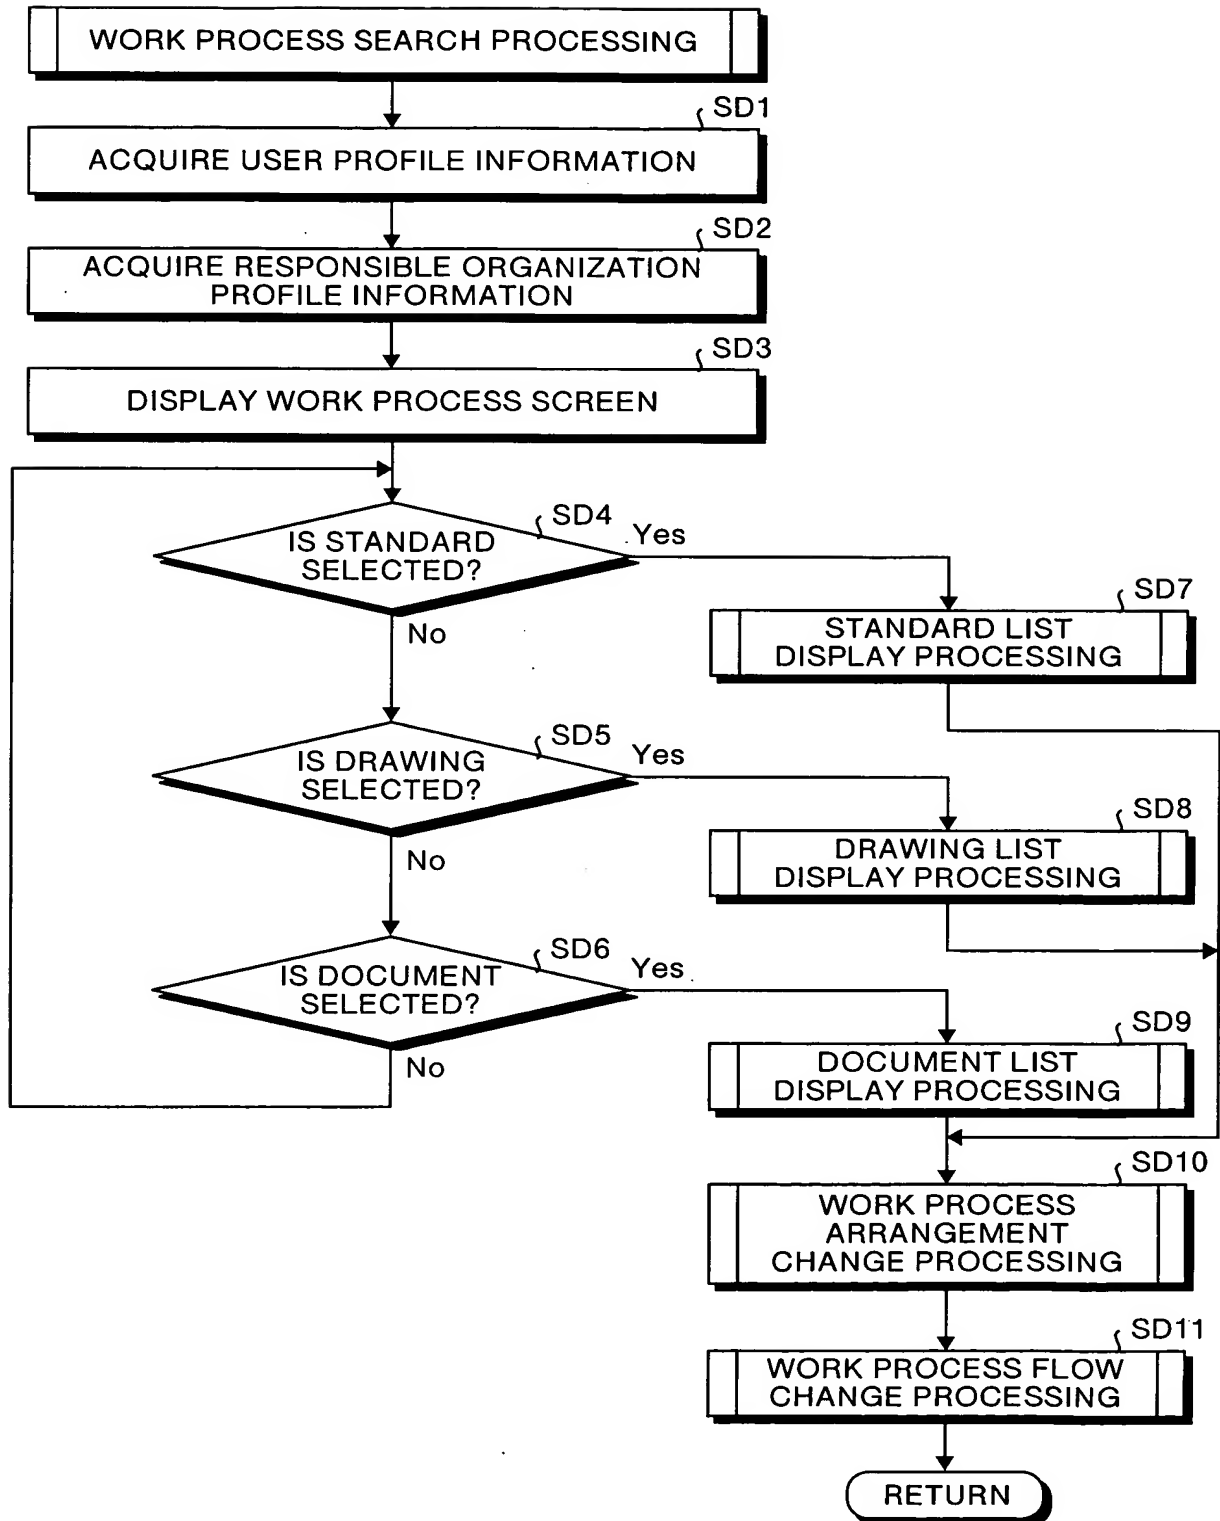 WORK PROCESS SEARCH PROCESSING
SD1
ACQUIRE USER PROFILE INFORMATION
SD2
ACQUIRE RESPONSIBLE ORGANIZATION
PROFILE INFORMATION
SD3
DISPLAY WORK PROCESS SCREEN
SD4
IS STANDARD
SELECTED?
Yes
No
SD7
STANDARD LIST
DISPLAY PROCESSING
SD5
IS DRAWING
SELECTED?
Yes
No
SD8
DRAWING LIST
DISPLAY PROCESSING
SD6
IS DOCUMENT
SELECTED?
Yes
No
SD9
DOCUMENT LIST
DISPLAY PROCESSING
SD10
WORK PROCESS
ARRANGEMENT
CHANGE PROCESSING
SD11
WORK PROCESS FLOW
CHANGE PROCESSING
RETURN